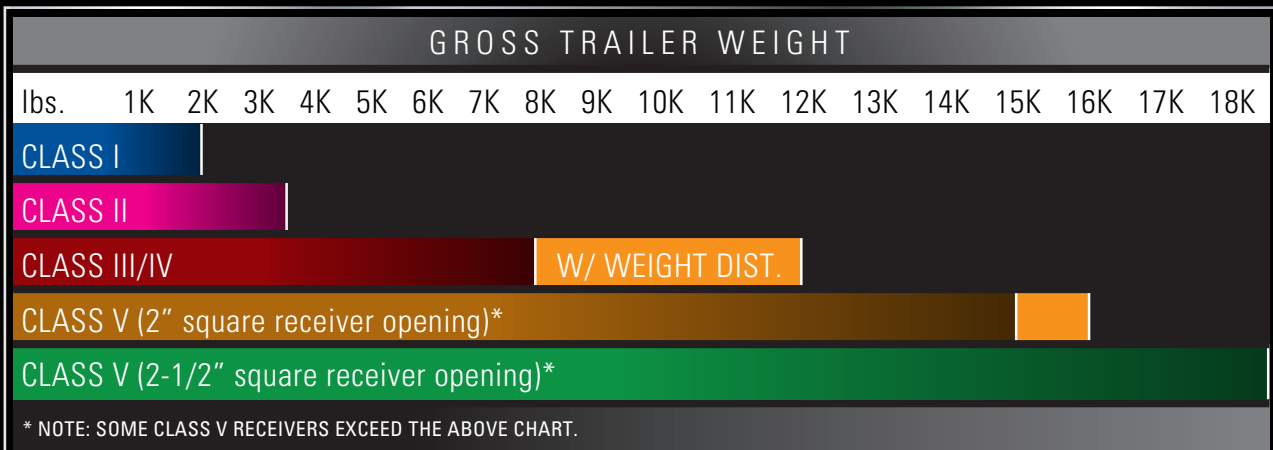 GROSS TRAILER WEIGHT
lbs. 1K 2K 3K 4K 5K 6K 7K 8K 9K 10K 11K 12K 13K 14K 15K 16K 17K 18K
CLASS I
CLASS II
CLASS III/IV W/ WEIGHT DIST.
CLASS V (2” square receiver opening)*
CLASS V (2-1/2” square receiver opening)*
* NOTE: SOME CLASS V RECEIVERS EXCEED THE ABOVE CHART.